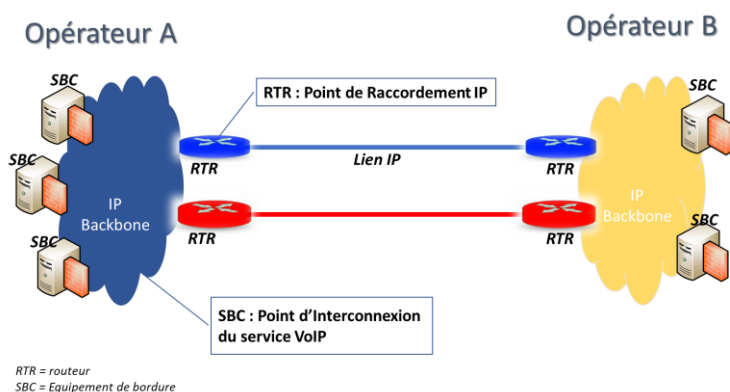 Opérateur A
Opérateur B
SBC
SBC
RTR : Point de Raccordement IP
SBC
RTR
Lien IP
RTR
IP
Backbone
IP
Backbone
SBC
RTR
RTR
SBC
SBC : Point d’Interconnexion
du service VoIP
RTR = routeur
SBC = Equipement de bordure